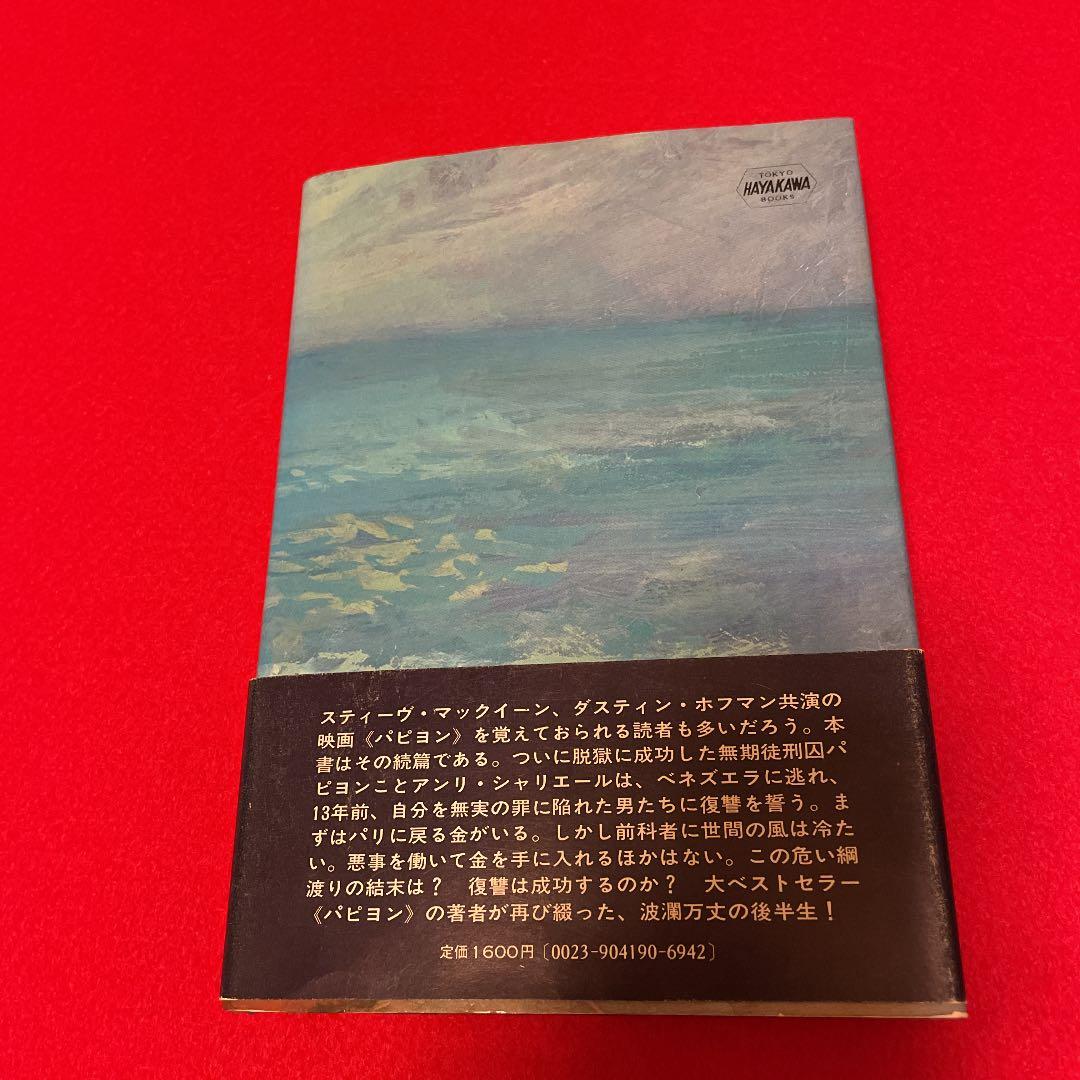 TOKYO
HAYAKAWA
BOOKS
スティーヴ・マックイーン、ダスティン・ホフマン共演の
映画《パピヨン》を覚えておられる読者も多いだろう。本
書はその続篇である。ついに脱獄に成功した無期徒刑囚パ
ピヨンことアンリ・シャリエールは、ベネズエラに逃れ、
13年前、自分を無実の罪に陥れた男たちに復讐を誓う。ま
ずはパリに戻る金がいる。しかし前科者に世間の風は冷た
い。悪事を働いて金を手に入れるほかはない。この危い綱
渡りの結末は? 復讐は成功するのか? 大ベストセラー
《パピヨン》の著者が再び綴った、波瀾万丈の後半生!
定価1600円〔0023-904190-6942〕